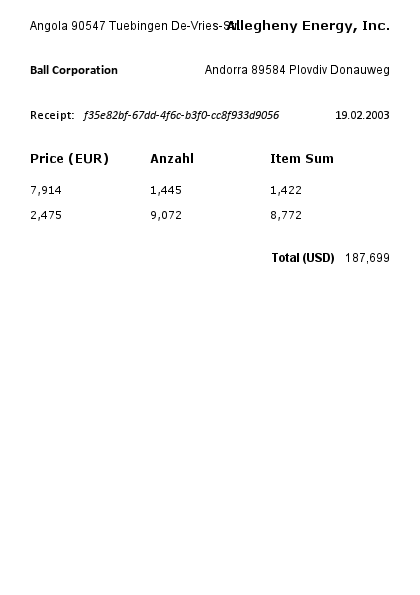 Angola 90547 Tuebingen De-Vries-Str. Allegheny Energy, Inc.
Ball Corporation Andorra 89584 Plovdiv Donauweg
Receipt: f35e82bf-67dd-4f6c-b3f0-cc8f933d9056 19.02.2003
Price (EUR) Anzahl Item Sum
7,914 1,445 1,422
2,475 9,072 8,772
Total (USD) 187,699